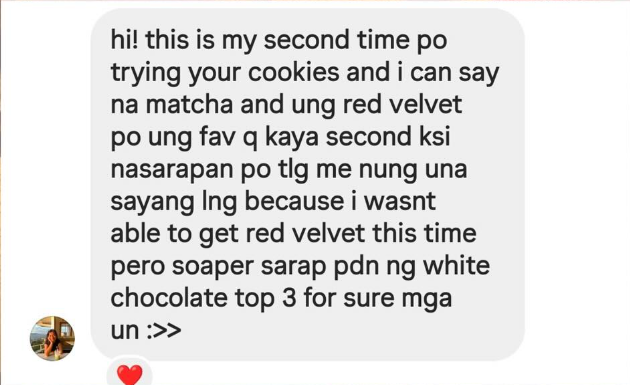 hi! this is my second time po
trying your cookies and i can say
na matcha and ung red velvet
po ung fav q kaya second ksi
nasarapan po tlg me nung una
sayang lng because i wasnt
able to get red velvet this time
pero soaper sarap pdn ng white
chocolate top 3 for sure mga
un :>>